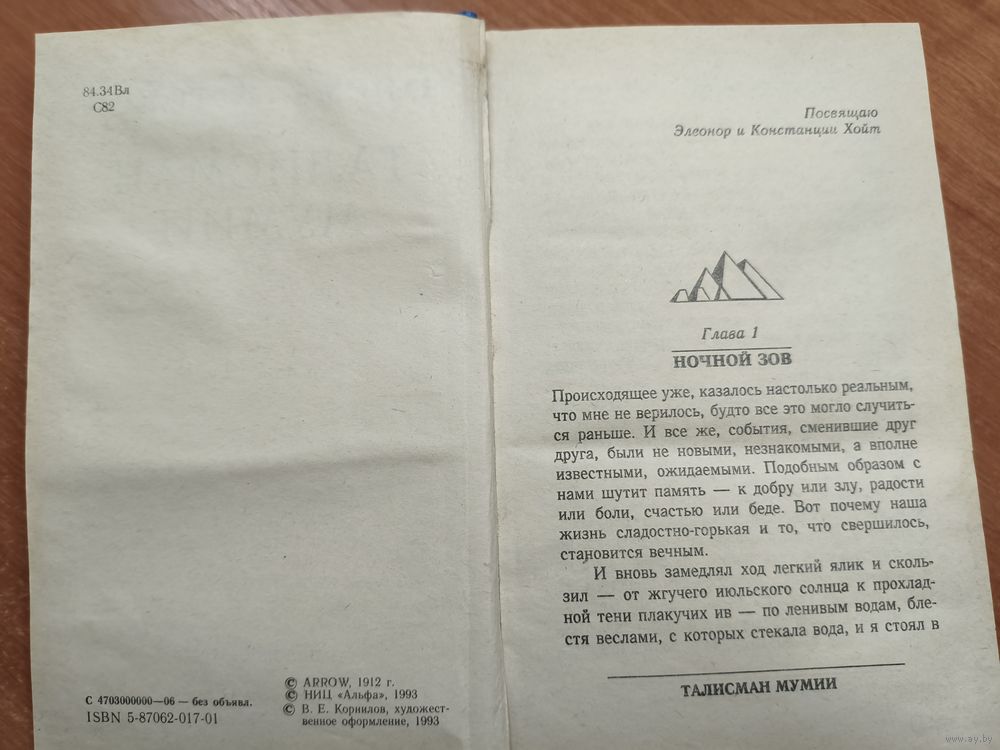 84.34Вл
С82
С 4703000000—06 — без объявл.
ISBN 5-87062-017-01
© ARROW, 1912 г.
© НИЦ «Альфа», 1993
© В. Е. Корнилов, художест-
венное оформление, 1993
Посвящаю
Элеонор и Констанции Хойт
Глава 1
НОЧНОЙ ЗОВ
Происходящее уже, казалось настолько реальным,
что мне не верилось, будто все это могло случить-
ся раньше. И все же, события, сменившие друг
друга, были не новыми, незнакомыми, а вполне
известными, ожидаемыми. Подобным образом с
нами шутит память — к добру или злу, радости
или боли, счастью или беде. Вот почему наша
жизнь сладостно-горькая и то, что свершилось,
становится вечным.
И вновь замедлял ход легкий ялик и сколь-
зил — от жгучего июльского солнца к прохлад-
ной тени плакучих ив — по ленивым водам, бле-
стя веслами, с которых стекала вода, и я стоял в
ТАЛИСМАН МУМИИ
www.ay.by